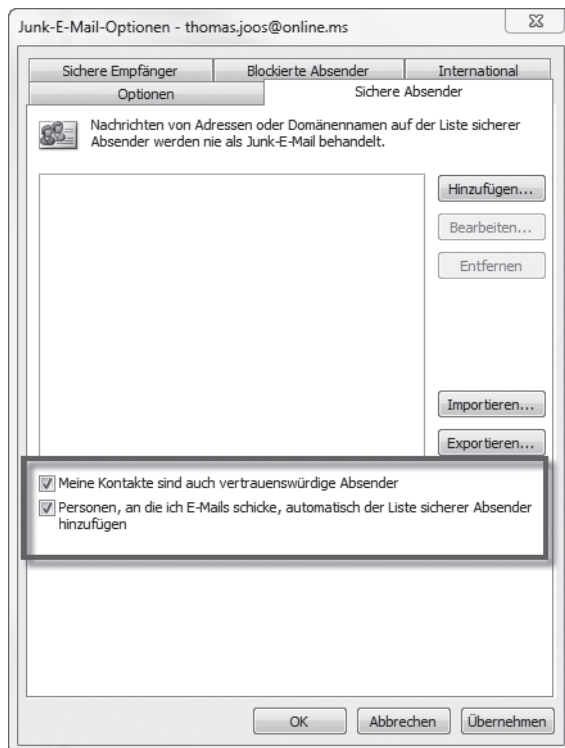 Junk-E-Mail-Optionen - thomas.joos@online.ms
Sichere Empfänger
Blockierte Absender
International
Optionen
Sichere Absender
Nachrichten von Adressen oder Domänennamen auf der Liste sicherer
Absender werden nie als Junk-E-Mail behandelt.
Hinzufügen...
Bearbeiten...
Entfernen
Importieren...
Exportieren...
Meine Kontakte sind auch vertrauenswürdige Absender
Personen, an die ich E-Mails schicke, automatisch der Liste sicherer Absender
hinzufügen
OK
Abbrechen
Übernehmen